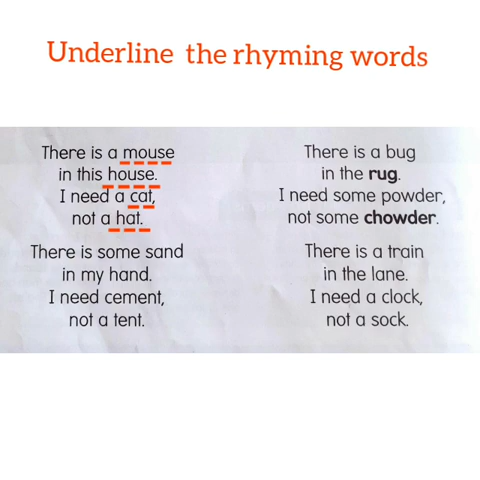 Underline the rhyming words
There is a mouse
in this house.
I need a cat,
not a hat.
There is some sand
in my hand.
I need cement,
not a tent.
There is a bug
in the rug.
I need some powder,
not some chowder.
There is a train
in the lane.
I need a clock,
not a sock.